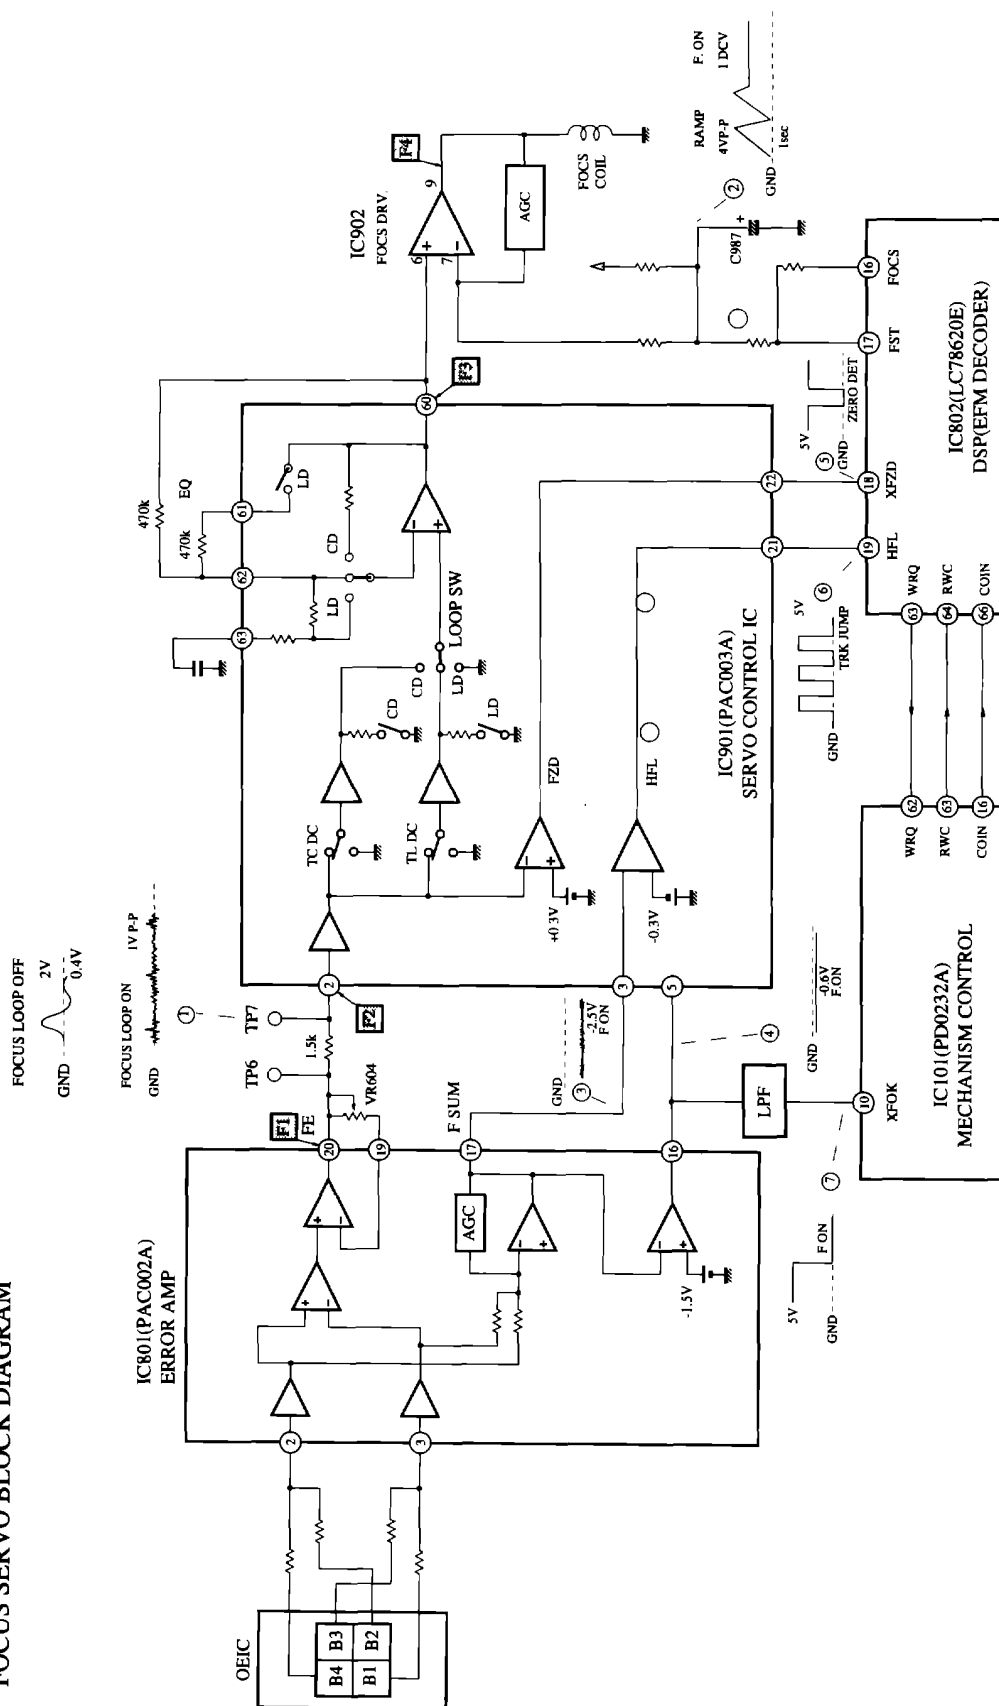 FOCUS SERVO BLOCK DIAGRAM
OEIC
B4 B3
B1 B2
IC801(PAC002A)
ERROR AMP
2
3
+
-
+
-
AGC
-
+
-
+
-1.5V
F1
FE
20
19
F SUM
17
16
VR604
TP6
1.5k
TP7
1
F2
FOCUS LOOP OFF
GND
2V
0.4V
FOCUS LOOP ON
GND
1V P-P
GND
-2.5V
F ON
3
4
GND
-0.6V
F.ON
LPF
7
5V
GND
F ON
10
XFOK
IC101(PD0232A)
MECHANISM CONTROL
WRQ
62
RWC
63
COIN
16
2
3
5
TC DC
TL DC
CD
LD
CD
LD
LOOP SW
-
+
+0.3V
FZD
-0.3V
HFL
IC901(PAC003A)
SERVO CONTROL IC
63
62
61
LD
CD
LD
-
+
470k
470k
EQ
60
F3
21
22
IC902
FOCS DRV.
6
+
7
-
9
F4
AGC
FOCS
COIL
2
C987
+
RAMP
4VP-P
F. ON
1 DCV
GND
1sec
5V
GND
5
ZERO DET
5V
6
GND
TRK JUMP
16
FOCS
17
FST
18
XFZD
19
HFL
63
WRQ
64
RWC
66
COIN
IC802(LC78620E)
DSP(EFM DECODER)